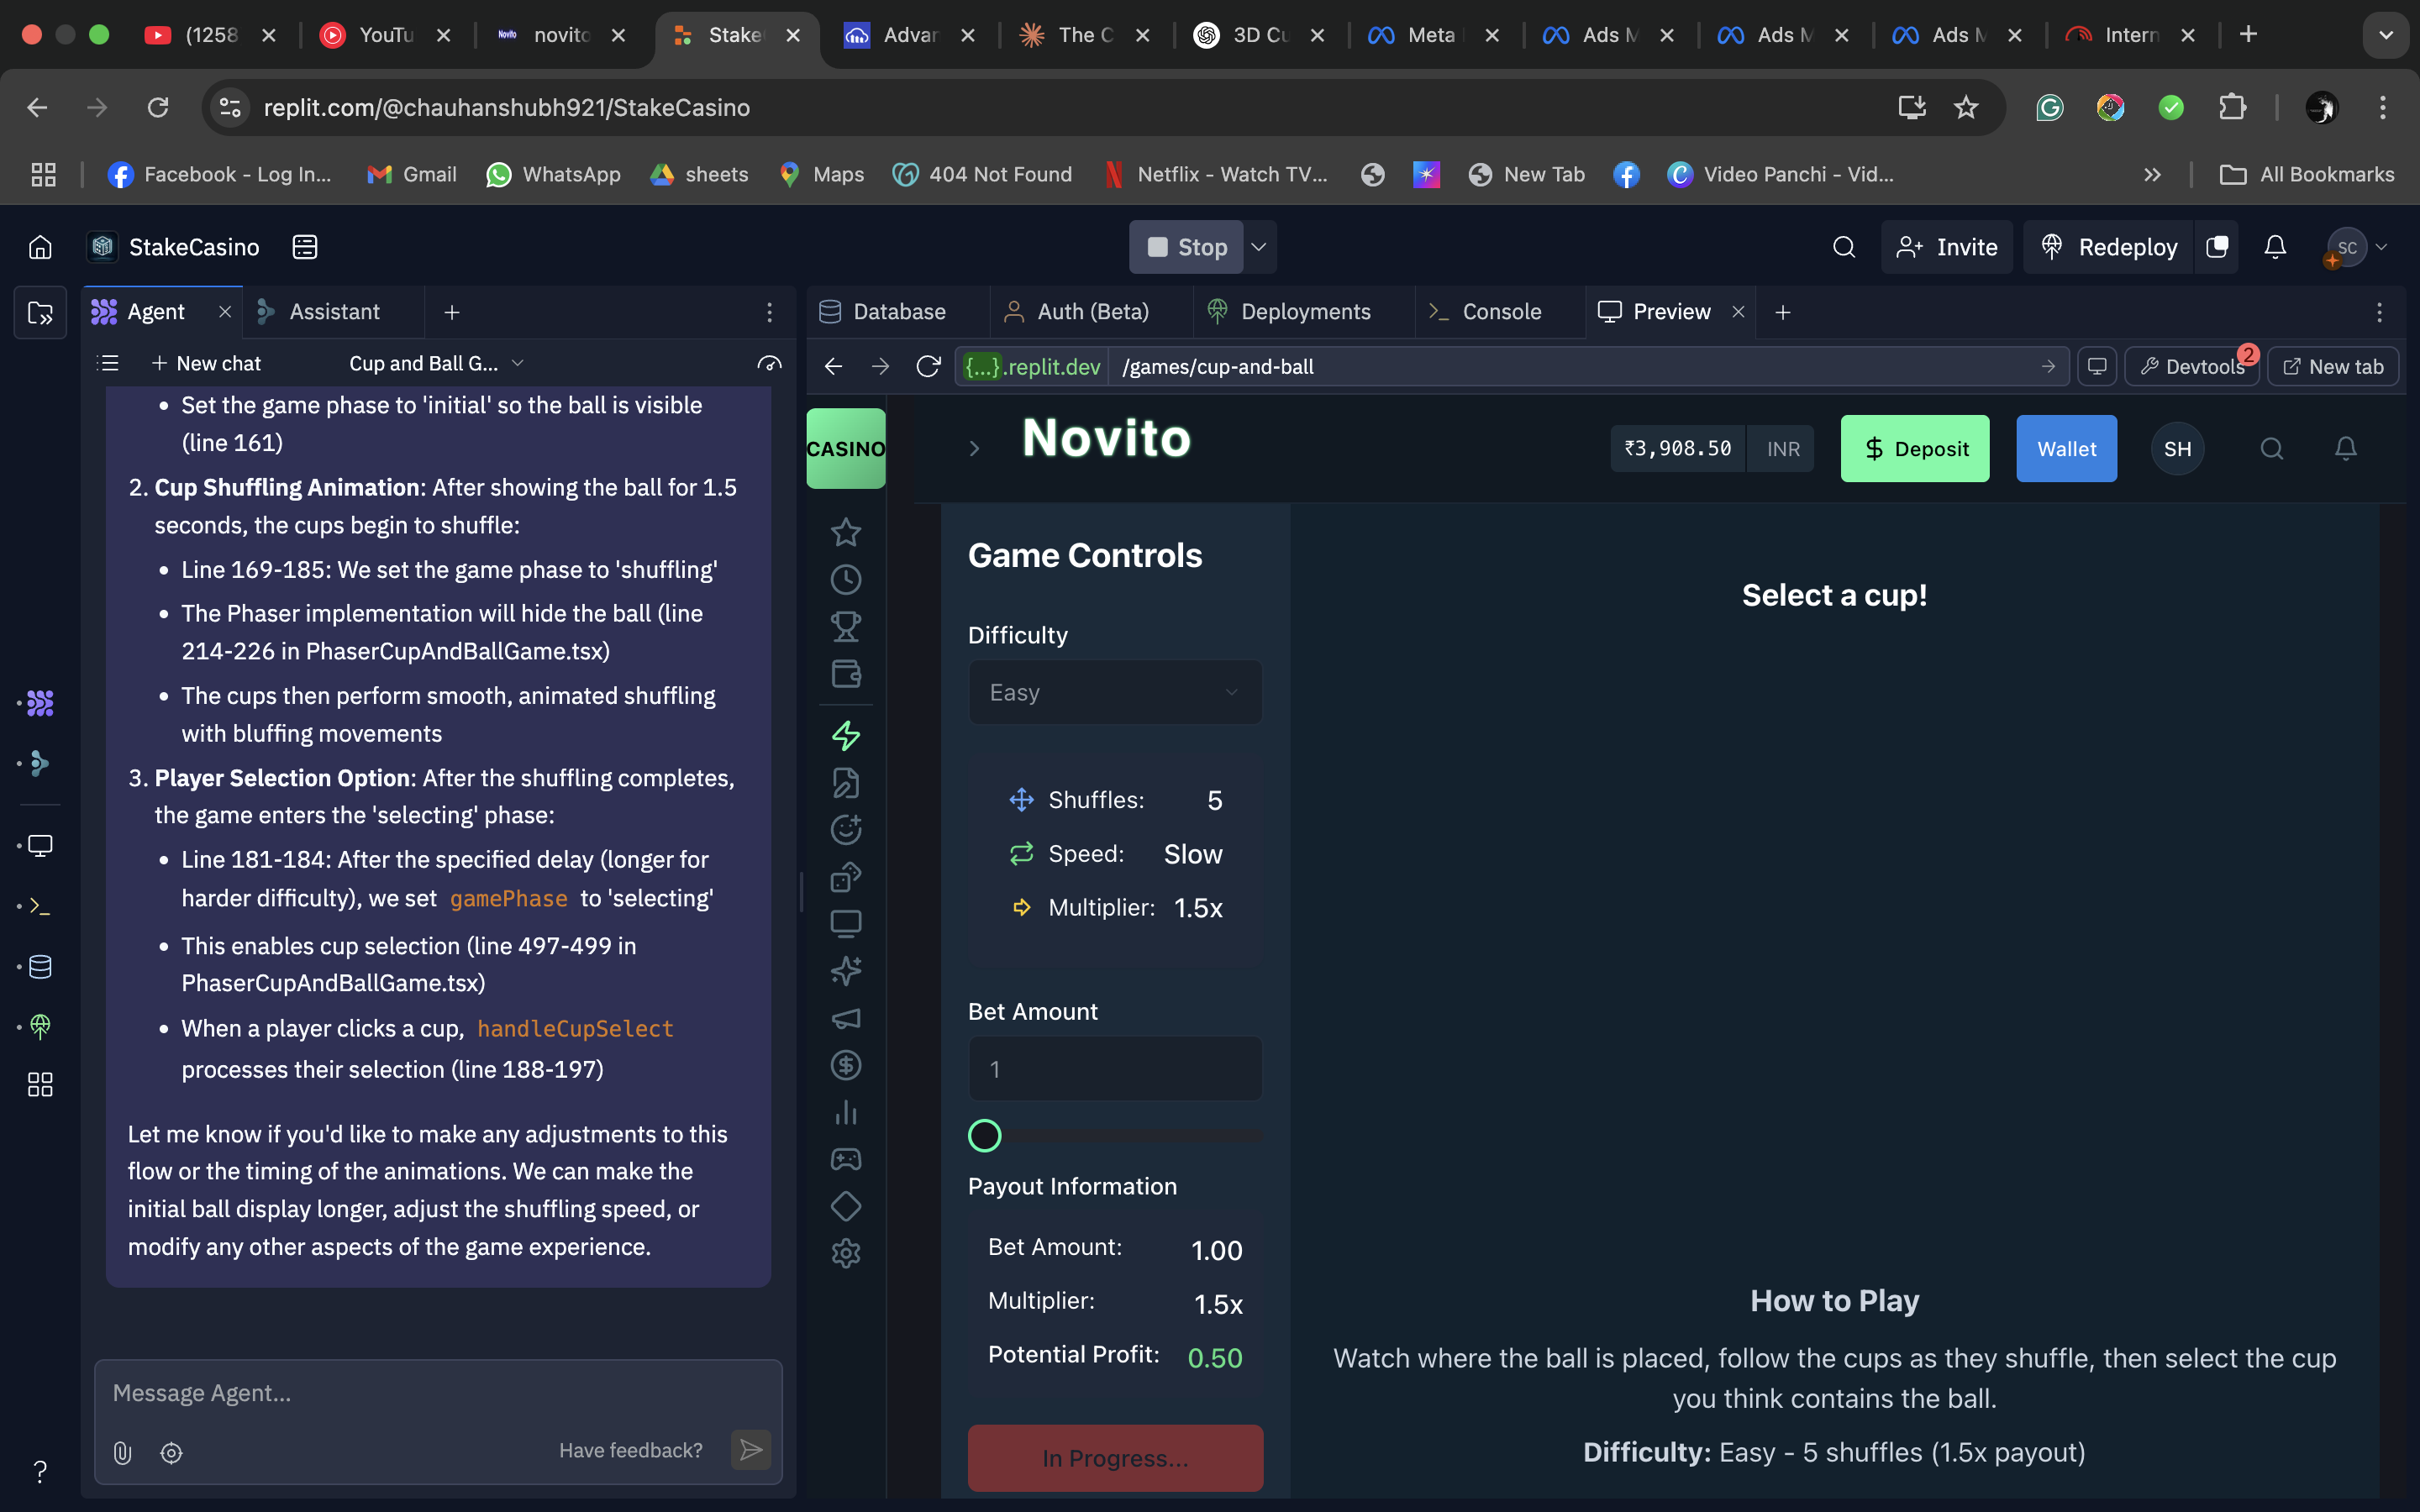 (1258
YouTu
Novito
novito
Stake
Advan
The C
3D Cu
Meta
Ads M
Ads M
Ads M
Intern
replit.com/@chauhanshubh921/StakeCasino
Facebook - Log In...
Gmail
WhatsApp
sheets
Maps
404 Not Found
Netflix - Watch TV...
New Tab
Video Panchi - Vid...
All Bookmarks
StakeCasino
Stop
Invite
Redeploy
SC
Agent
Assistant
New chat
Cup and Ball G...
• Set the game phase to 'initial' so the ball is visible
(line 161)
2. Cup Shuffling Animation: After showing the ball for 1.5
seconds, the cups begin to shuffle:
• Line 169-185: We set the game phase to 'shuffling'
• The Phaser implementation will hide the ball (line
214-226 in PhaserCupAndBallGame.tsx)
• The cups then perform smooth, animated shuffling
with bluffing movements
3. Player Selection Option: After the shuffling completes,
the game enters the 'selecting' phase:
• Line 181-184: After the specified delay (longer for
harder difficulty), we set gamePhase to 'selecting'
• This enables cup selection (line 497-499 in
PhaserCupAndBallGame.tsx)
• When a player clicks a cup, handleCupSelect
processes their selection (line 188-197)
Let me know if you'd like to make any adjustments to this
flow or the timing of the animations. We can make the
initial ball display longer, adjust the shuffling speed, or
modify any other aspects of the game experience.
Message Agent...
Have feedback?
Database
Auth (Beta)
Deployments
Console
Preview
{...}.replit.dev
/games/cup-and-ball
Devtools
2
New tab
CASINO
Novito
₹3,908.50
INR
$ Deposit
Wallet
SH
Game Controls
Difficulty
Easy
Shuffles: 5
Speed: Slow
Multiplier: 1.5x
Bet Amount
1
Payout Information
Bet Amount: 1.00
Multiplier: 1.5x
Potential Profit: 0.50
In Progress...
Select a cup!
How to Play
Watch where the ball is placed, follow the cups as they shuffle, then select the cup
you think contains the ball.
Difficulty: Easy - 5 shuffles (1.5x payout)